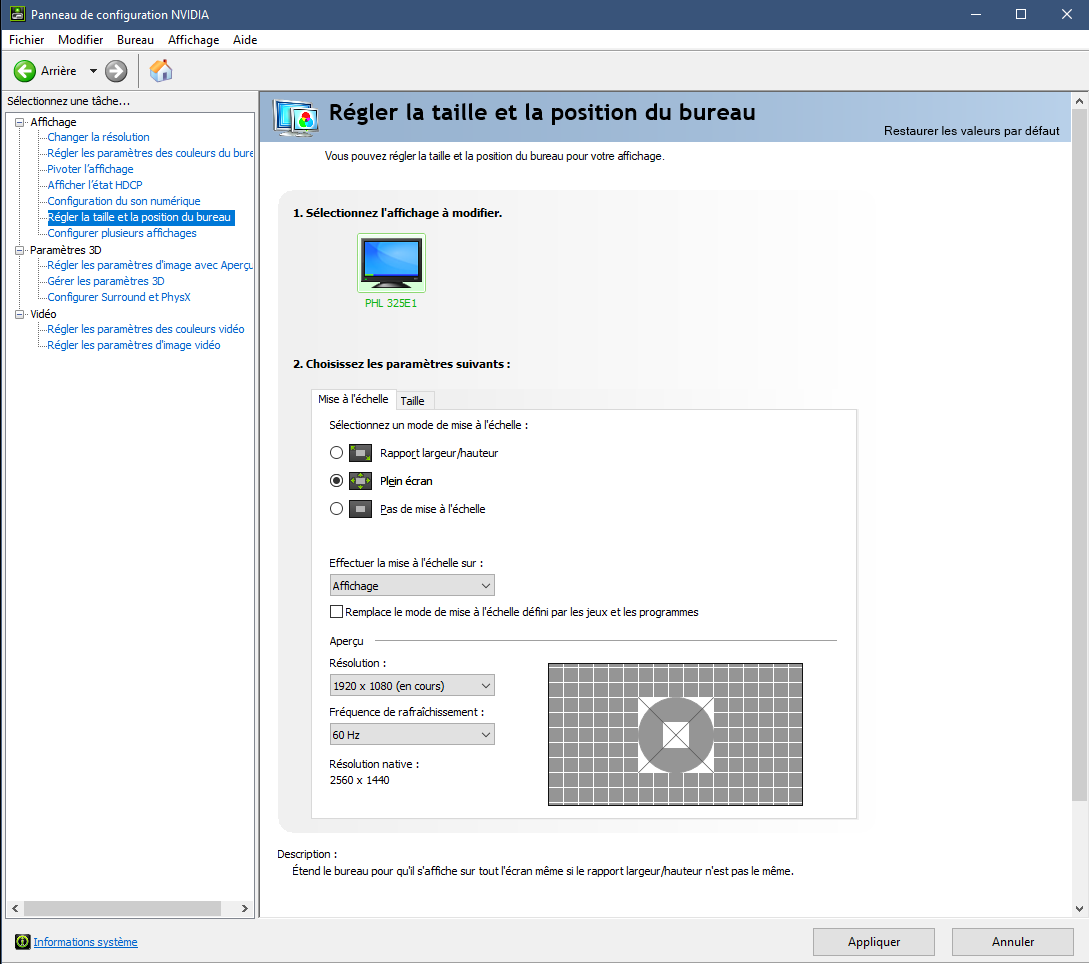 Panneau de configuration NVIDIA
Fichier Modifier Bureau Affichage Aide
Arrière
Sélectionnez une tâche...
Affichage
Changer la résolution
Régler les paramètres des couleurs du bure
Pivoter l'affichage
Afficher l'état HDCP
Configuration du son numérique
Régler la taille et la position du bureau
Configurer plusieurs affichages
Paramètres 3D
Régler les paramètres d'image avec Aperçu
Gérer les paramètres 3D
Configurer Surround et PhysX
Vidéo
Régler les paramètres des couleurs vidéo
Régler les paramètres d'image vidéo
Régler la taille et la position du bureau
Restaurer les valeurs par défaut
Vous pouvez régler la taille et la position du bureau pour votre affichage.
1. Sélectionnez l'affichage à modifier.
PHL 325E1
2. Choisissez les paramètres suivants :
Mise à l'échelle Taille
Sélectionnez un mode de mise à l'échelle :
Rapport largeur/hauteur
Plein écran
Pas de mise à l'échelle
Effectuer la mise à l'échelle sur :
Affichage
Remplace le mode de mise à l'échelle défini par les jeux et les programmes
Aperçu
Résolution :
1920 x 1080 (en cours)
Fréquence de rafraîchissement :
60 Hz
Résolution native :
2560 x 1440
Description :
Étend le bureau pour qu'il s'affiche sur tout l'écran même si le rapport largeur/hauteur n'est pas le même.
Informations système
Appliquer Annuler